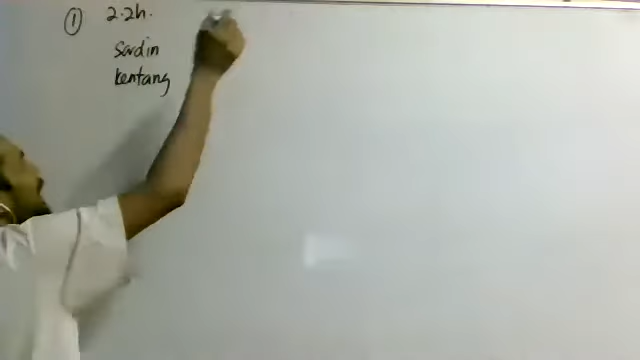 ① 2.2h.
Sardin
kentang